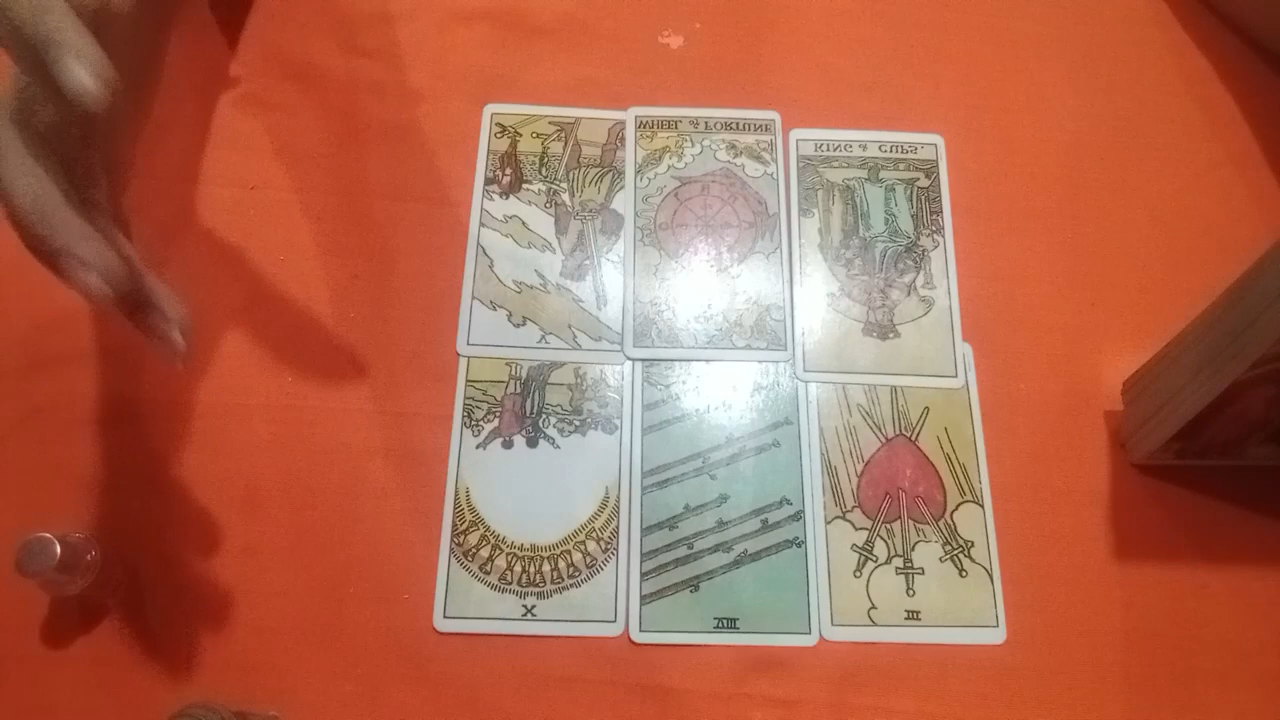 WHEEL of FORTUNE
KING of CUPS.
V
X
VIII
III